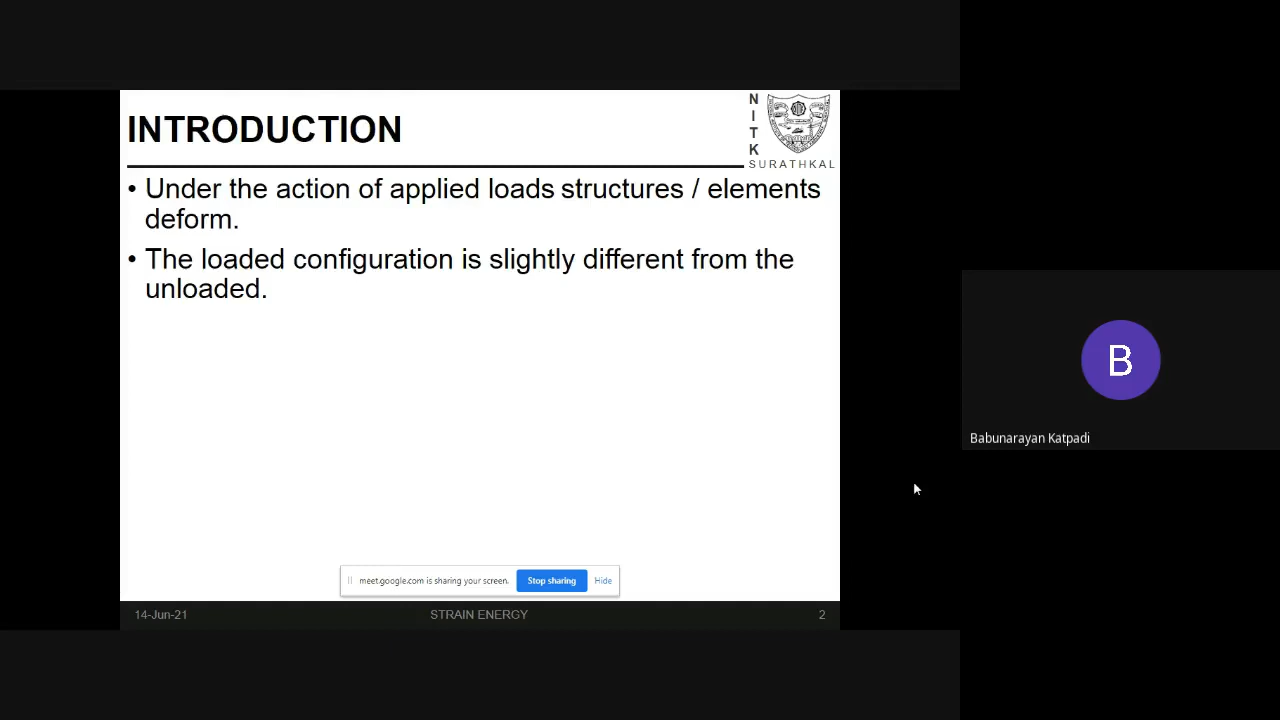 INTRODUCTION
N
I
T
K
SURATHKAL
• Under the action of applied loads structures / elements
deform.
• The loaded configuration is slightly different from the
unloaded.
B
Babunarayan Katpadi
meet.google.com is sharing your screen.
Stop sharing
Hide
14-Jun-21
STRAIN ENERGY
2